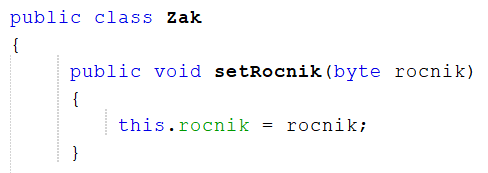 public class Zak
{
public void setRocnik(byte rocnik)
{
this.rocnik = rocnik;
}